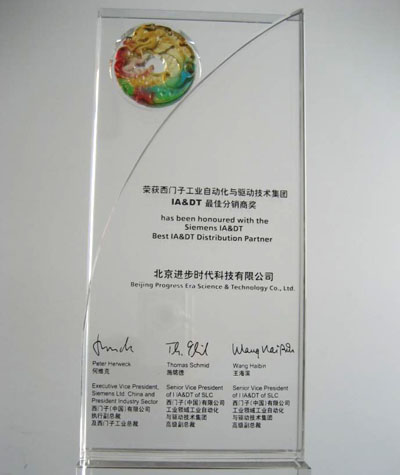 荣获西门子工业自动化与驱动技术集团
IA&DT 最佳分销商奖
has been honoured with the
Siemens IA&DT
Best IA&DT Distribution Partner
北京进步时代科技有限公司
Beijing Progress Era Science & Technology Co., Ltd.
Peter Herweck
何维克
Executive Vice President,
Siemens Ltd. China and
President Industry Sector
西门子(中国)有限公司
执行副总裁
及西门子工业总裁
Th. Schmid
Thomas Schmid
施明德
Senior Vice President
of I IA&DT of SLC
西门子(中国)有限公司
工业领域工业自动化
与驱动技术集团
高级副总裁
Wang Haibin
Wang Haibin
王海滨
Senior Vice President
of I IA&DT of SLC
西门子(中国)有限公司
工业领域工业自动化
与驱动技术集团
高级副总裁